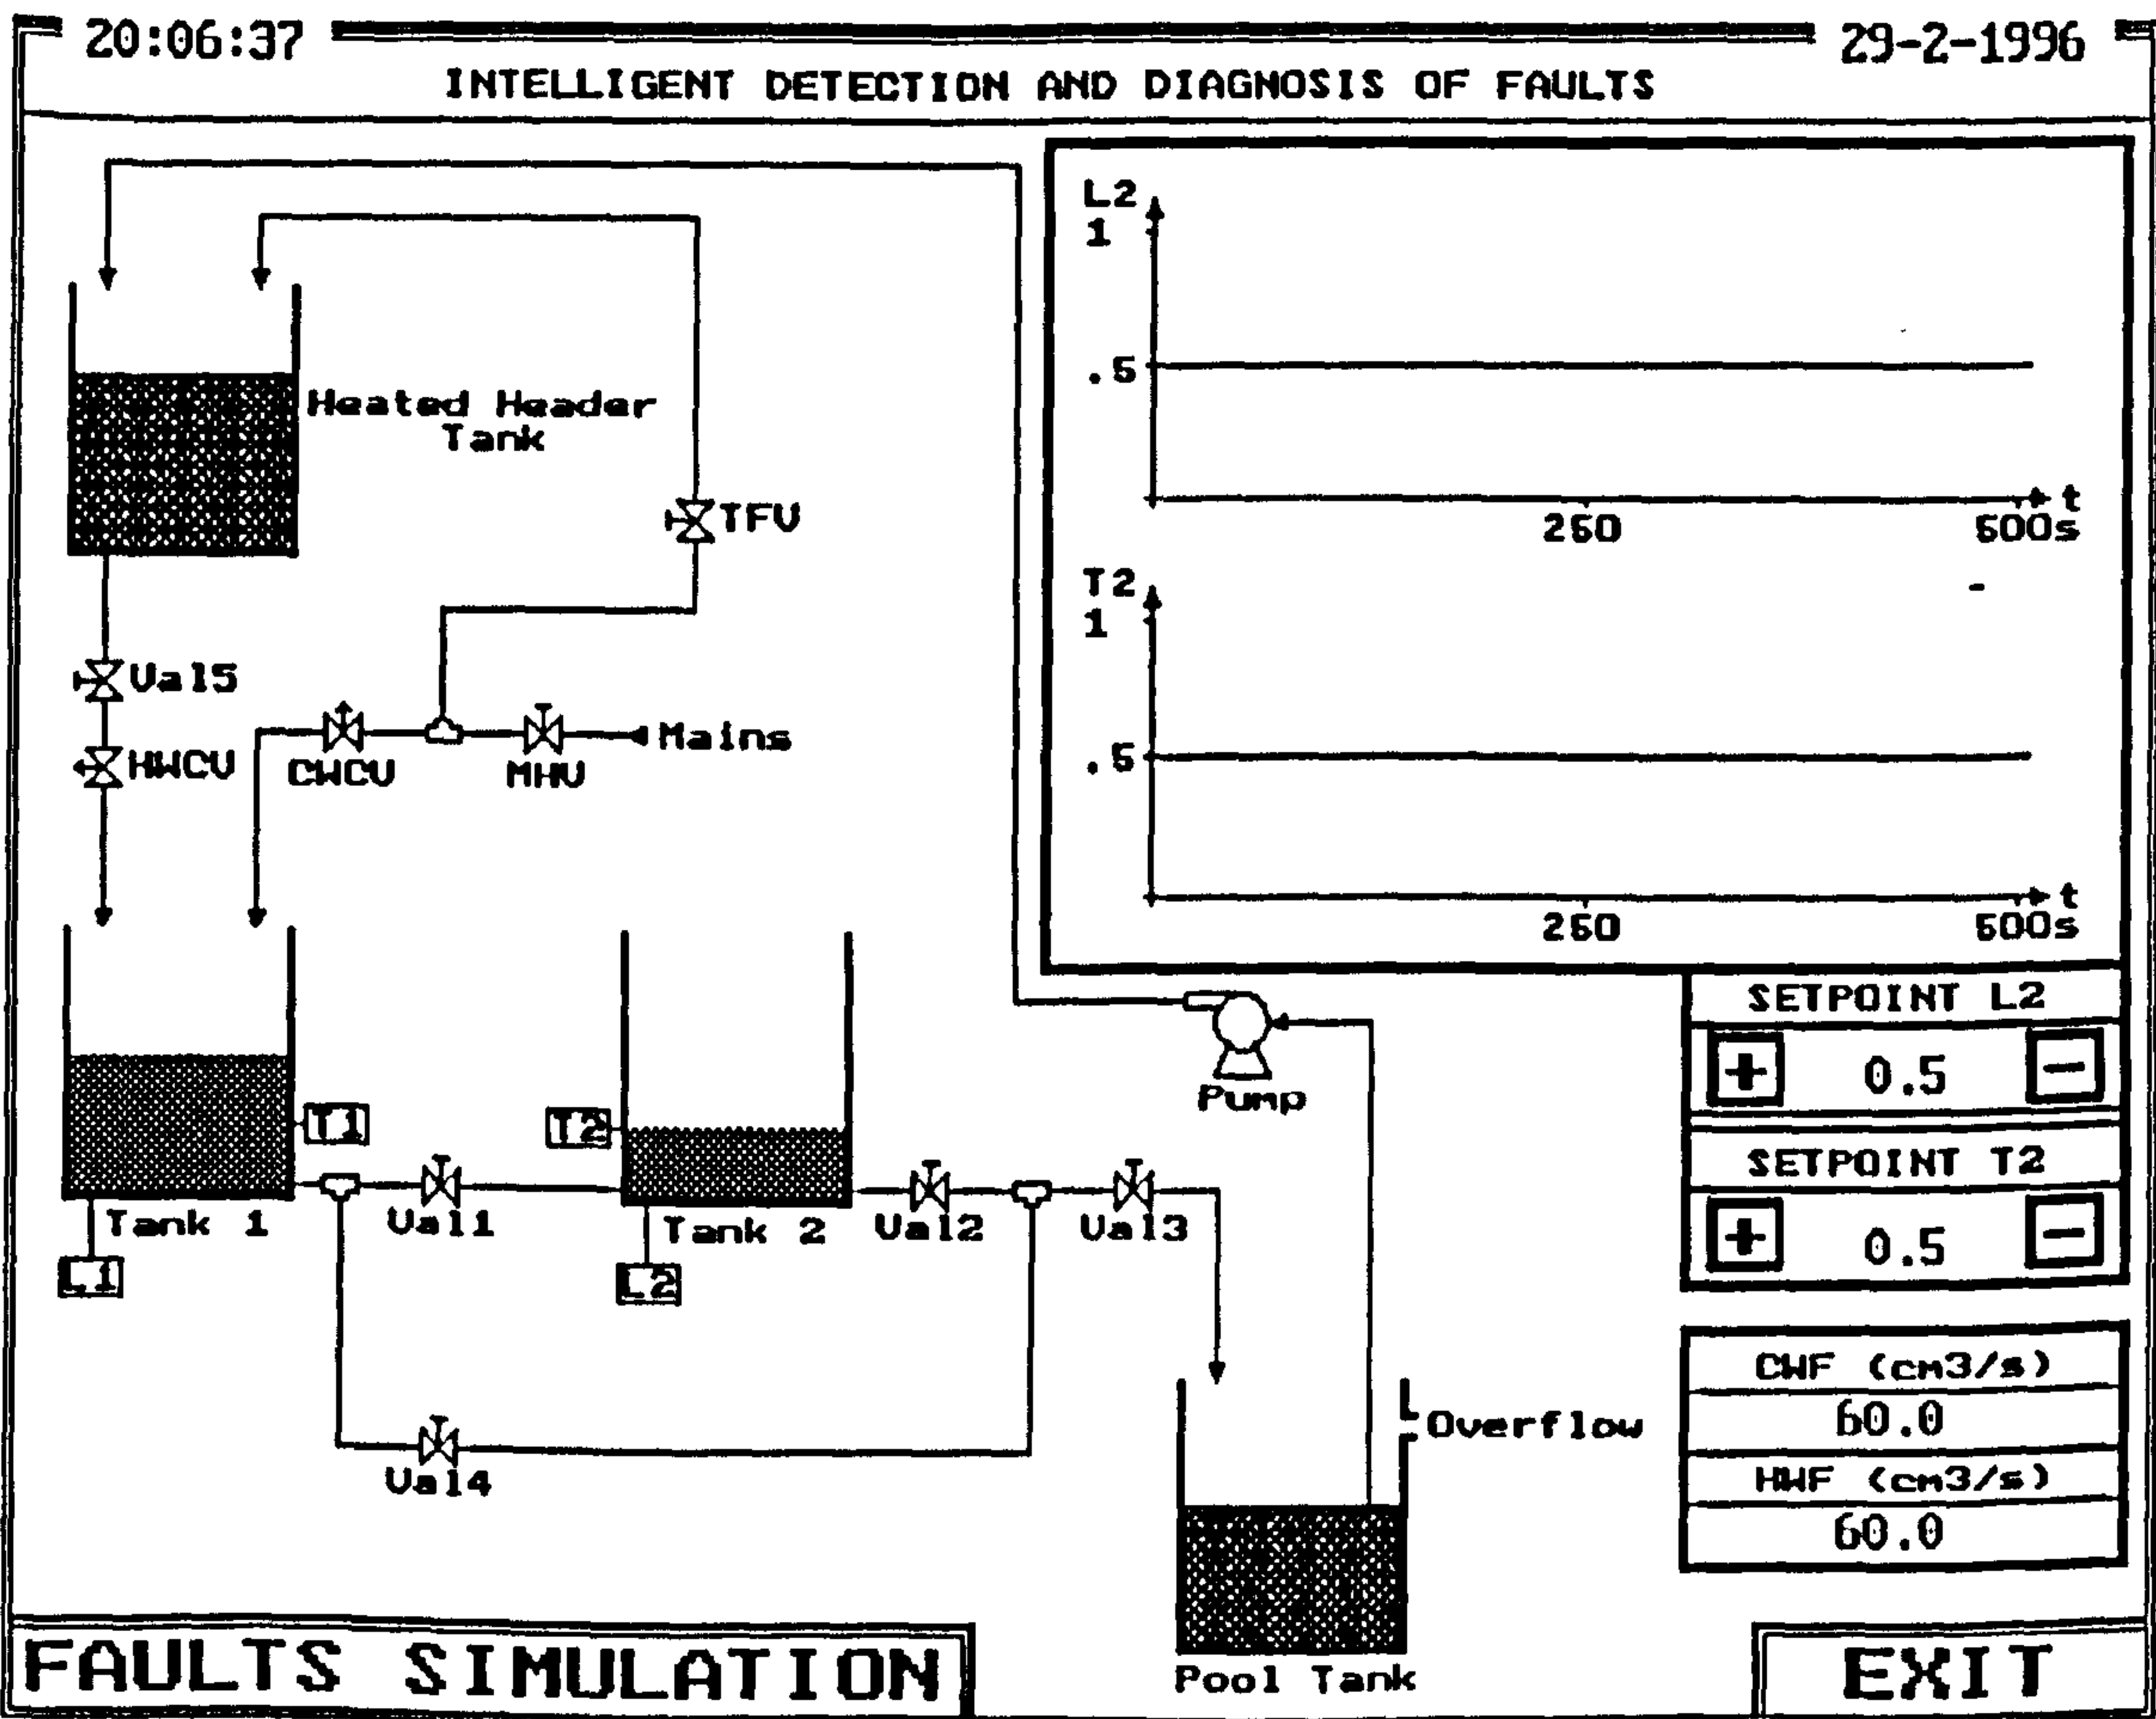 20:06:37
29-2-1996
INTELLIGENT DETECTION AND DIAGNOSIS OF FAULTS
L2
1
.5
250
500s
t
Heated Header
Tank
TFV
T2
1
.5
250
500s
t
Val5
HWCV
CWCV
MHV
Mains
SETPOINT L2
+ 0.5 -
Pump
T1
T2
SETPOINT T2
+ 0.5 -
Tank 1
Val1
Tank 2
Val2
Val3
L1
L2
CWF (cm3/s)
60.0
HWF (cm3/s)
60.0
Overflow
Val4
Pool Tank
FAULTS SIMULATION
EXIT